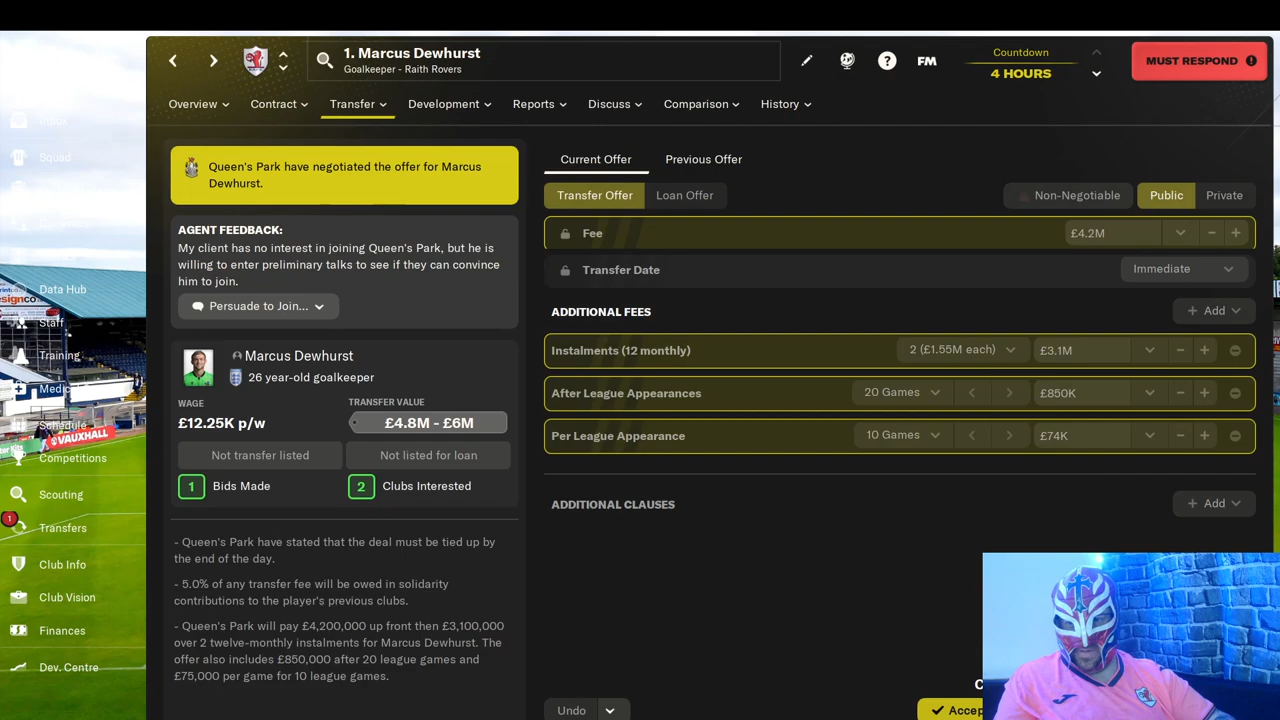 1. Marcus Dewhurst
Goalkeeper - Raith Rovers
?
FM
Countdown
4 HOURS
MUST RESPOND
Overview
Contract
Transfer
Development
Reports
Discuss
Comparison
History
Inbox
Squad
Data Hub
Staff
Training
Schedule
Competitions
Scouting
1
Transfers
Club Info
Club Vision
Finances
Dev. Centre
VAUXHALL
Queen's Park have negotiated the offer for Marcus
Dewhurst.
AGENT FEEDBACK:
My client has no interest in joining Queen's Park, but he is
willing to enter preliminary talks to see if they can convince
him to join.
Persuade to Join...
Marcus Dewhurst
26 year-old goalkeeper
WAGE
£12.25K p/w
TRANSFER VALUE
£4.8M - £6M
Not transfer listed
Not listed for loan
1 Bids Made
2 Clubs Interested
- Queen's Park have stated that the deal must be tied up by
the end of the day.
- 5.0% of any transfer fee will be owed in solidarity
contributions to the player's previous clubs.
- Queen's Park will pay £4,200,000 up front then £3,100,000
over 2 twelve-monthly instalments for Marcus Dewhurst. The
offer also includes £850,000 after 20 league games and
£75,000 per game for 10 league games.
Current Offer
Previous Offer
Transfer Offer
Loan Offer
Non-Negotiable
Public
Private
Fee
£4.2M
Transfer Date
Immediate
ADDITIONAL FEES
Add
Instalments (12 monthly)
2 (£1.55M each)
£3.1M
After League Appearances
20 Games
£850K
Per League Appearance
10 Games
£74K
ADDITIONAL CLAUSES
Add
Undo